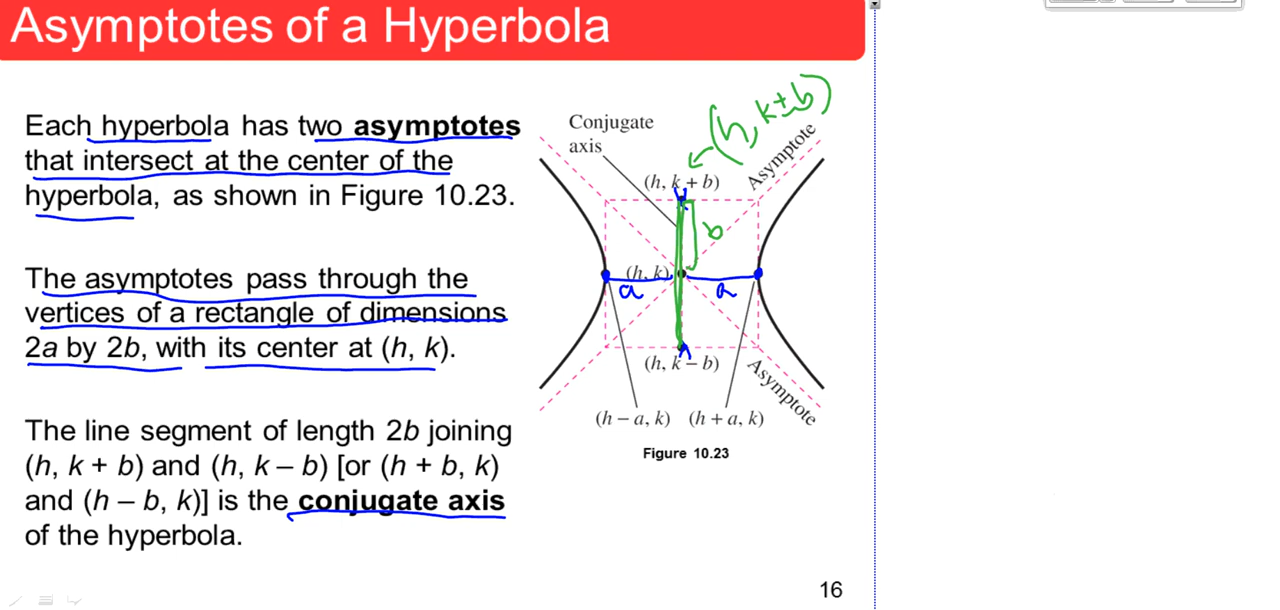 Asymptotes of a Hyperbola
Each hyperbola has two asymptotes
that intersect at the center of the
hyperbola, as shown in Figure 10.23.
The asymptotes pass through the
vertices of a rectangle of dimensions
2a by 2b, with its center at (h, k).
The line segment of length 2b joining
(h, k + b) and (h, k – b) [or (h + b, k)
and (h – b, k)] is the conjugate axis
of the hyperbola.
(h, k±b)
Conjugate
axis
Asymptote
(h, k + b)
b
(h, k)
a
a
(h, k – b)
Asymptote
(h – a, k) (h + a, k)
Figure 10.23
16